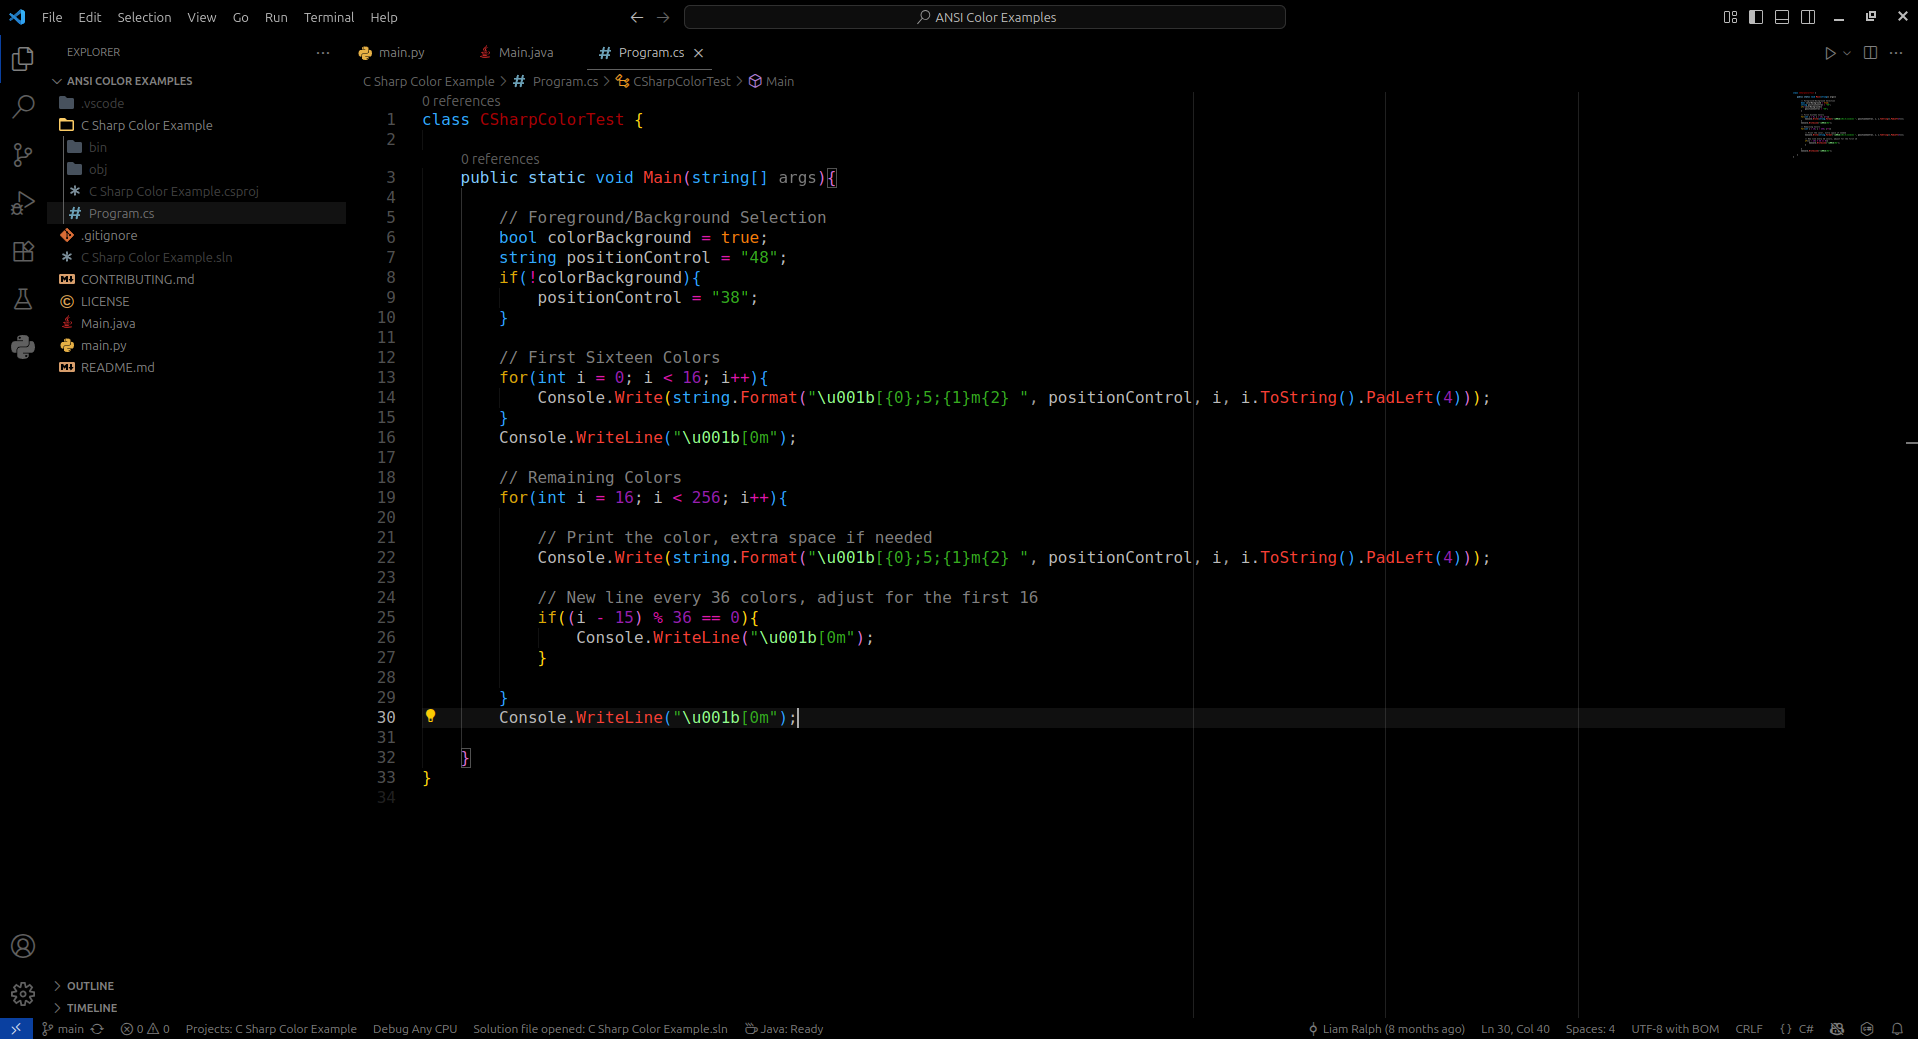 File Edit Selection View Go Run Terminal Help
ANSI Color Examples
EXPLORER
ANSI COLOR EXAMPLES
.vscode
C Sharp Color Example
bin
obj
C Sharp Color Example.csproj
Program.cs
.gitignore
C Sharp Color Example.sln
CONTRIBUTING.md
LICENSE
Main.java
main.py
README.md
OUTLINE
TIMELINE
main.py Main.java Program.cs
C Sharp Color Example > Program.cs > CSharpColorTest > Main
0 references
1 class CSharpColorTest {
2
0 references
3 public static void Main(string[] args){
4
5 // Foreground/Background Selection
6 bool colorBackground = true;
7 string positionControl = "48";
8 if(!colorBackground){
9 positionControl = "38";
10 }
11
12 // First Sixteen Colors
13 for(int i = 0; i < 16; i++){
14 Console.Write(string.Format("\u001b[{0};5;{1}m{2} ", positionControl, i, i.ToString().PadLeft(4)));
15 }
16 Console.WriteLine("\u001b[0m");
17
18 // Remaining Colors
19 for(int i = 16; i < 256; i++){
20
21 // Print the color, extra space if needed
22 Console.Write(string.Format("\u001b[{0};5;{1}m{2} ", positionControl, i, i.ToString().PadLeft(4)));
23
24 // New line every 36 colors, adjust for the first 16
25 if((i - 15) % 36 == 0){
26 Console.WriteLine("\u001b[0m");
27 }
28
29 }
30 Console.WriteLine("\u001b[0m");
31
32 }
33 }
34
main 0 0 Projects: C Sharp Color Example Debug Any CPU Solution file opened: C Sharp Color Example.sln Java: Ready Liam Ralph (8 months ago) Ln 30, Col 40 Spaces: 4 UTF-8 with BOM CRLF {} C#